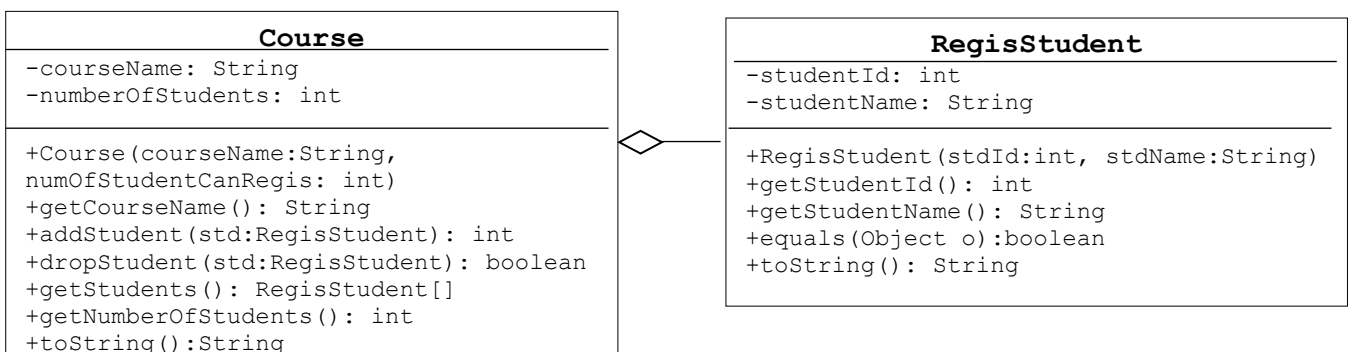 Course
-courseName: String
-numberOfStudents: int
+Course(courseName:String,
numOfStudentCanRegis: int)
+getCourseName(): String
+addStudent(std:RegisStudent): int
+dropStudent(std:RegisStudent): boolean
+getStudents(): RegisStudent[]
+getNumberOfStudents(): int
+toString():String
RegisStudent
-studentId: int
-studentName: String
+RegisStudent(stdId:int, stdName:String)
+getStudentId(): int
+getStudentName(): String
+equals(Object o):boolean
+toString(): String